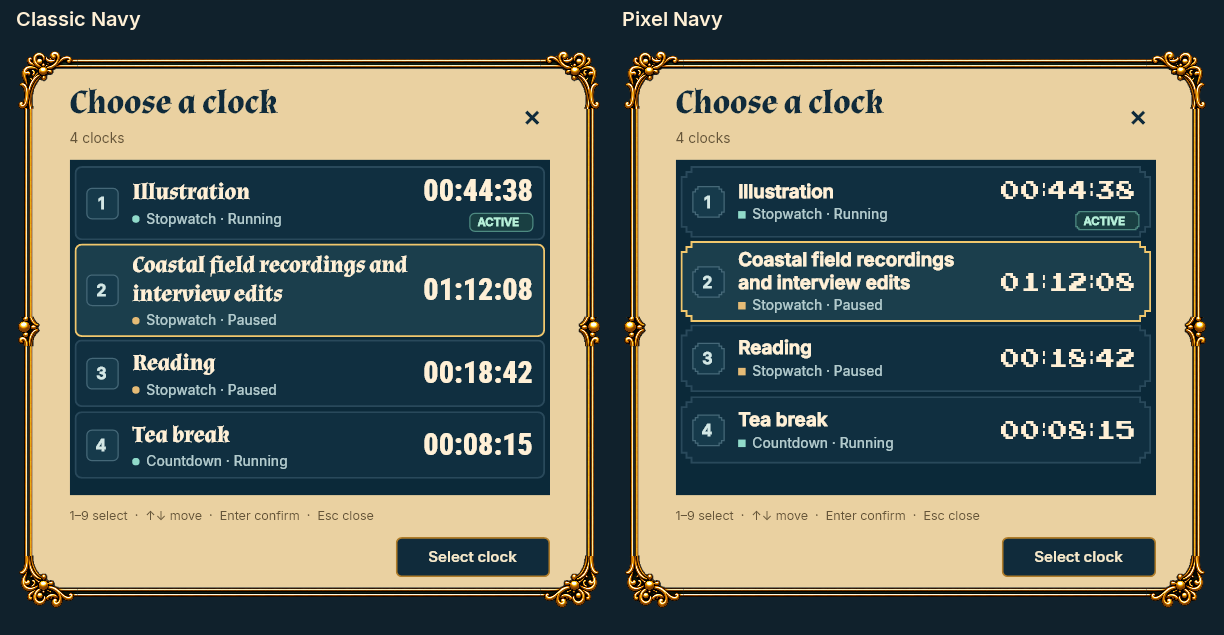 Classic Navy
Choose a clock
×
4 clocks
1
Illustration
Stopwatch · Running
00:44:38
ACTIVE
2
Coastal field recordings and
interview edits
Stopwatch · Paused
01:12:08
3
Reading
Stopwatch · Paused
00:18:42
4
Tea break
Countdown · Running
00:08:15
1–9 select · ↑↓ move · Enter confirm · Esc close
Select clock
Pixel Navy
Choose a clock
×
4 clocks
1
Illustration
Stopwatch · Running
00:44:38
ACTIVE
2
Coastal field recordings
and interview edits
Stopwatch · Paused
01:12:08
3
Reading
Stopwatch · Paused
00:18:42
4
Tea break
Countdown · Running
00:08:15
1–9 select · ↑↓ move · Enter confirm · Esc close
Select clock